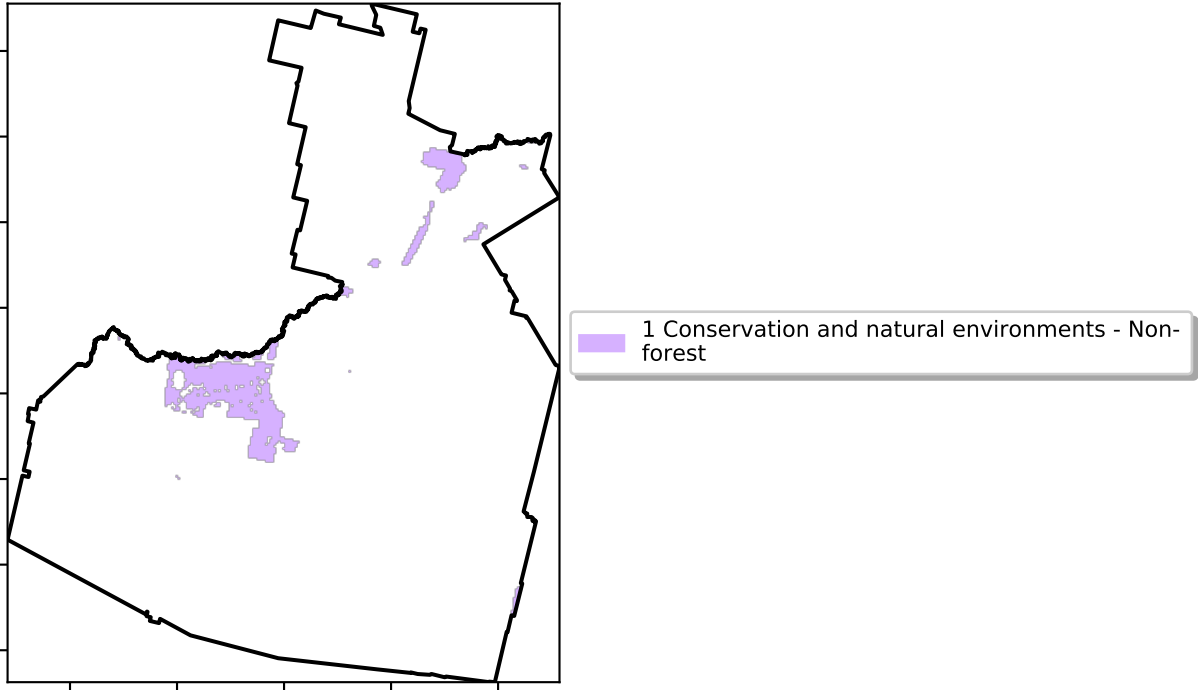 1 Conservation and natural environments - Non-
forest